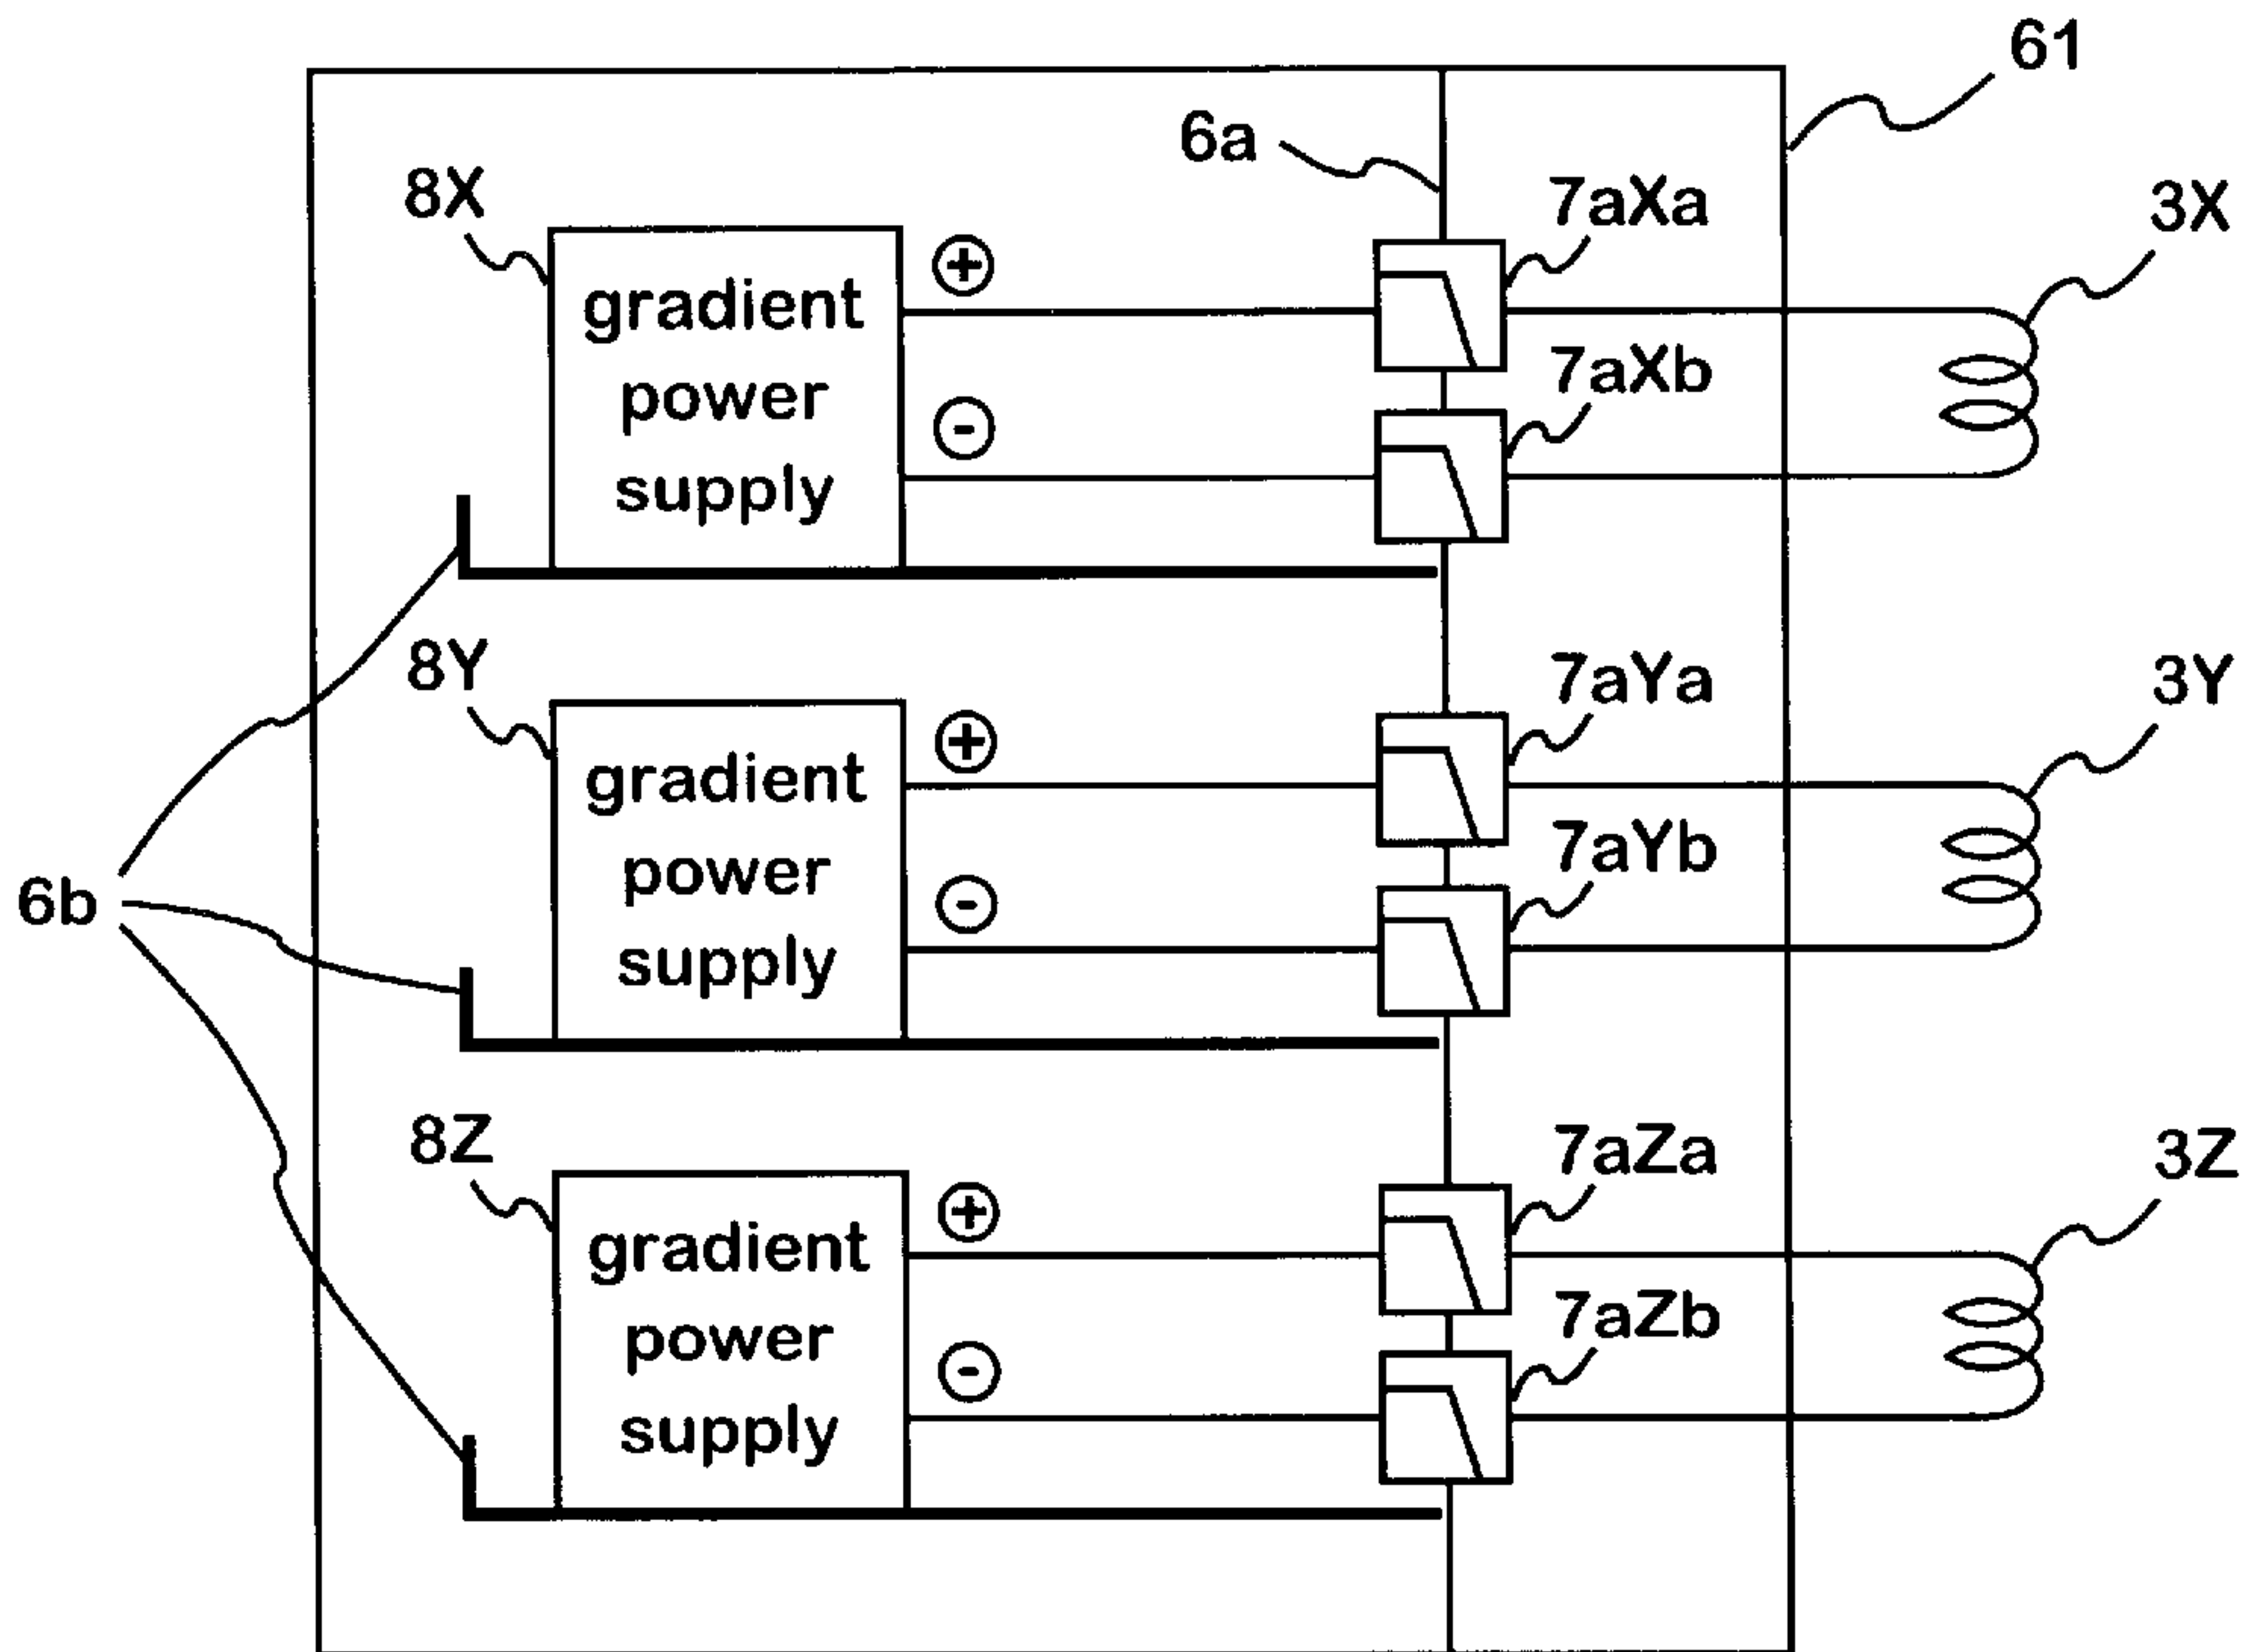 61
6a
8X
7aXa
3X
+
gradient
power
supply
7aXb
-
8Y
7aYa
3Y
+
gradient
power
supply
7aYb
-
6b
8Z
7aZa
3Z
+
gradient
power
supply
7aZb
-